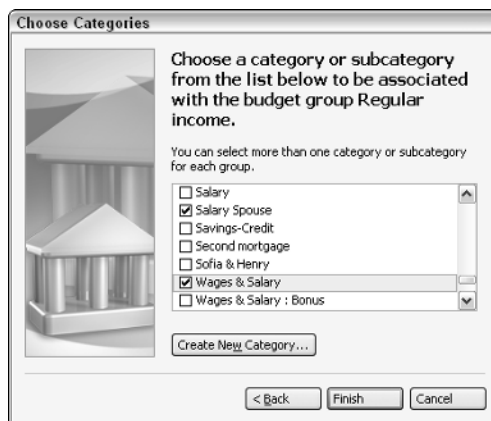 Choose Categories
Choose a category or subcategory
from the list below to be associated
with the budget group Regular
income.
You can select more than one category or subcategory
for each group.
Salary
Salary Spouse
Savings-Credit
Second mortgage
Sofia & Henry
Wages & Salary
Wages & Salary : Bonus
Create New Category...
< Back
Finish
Cancel